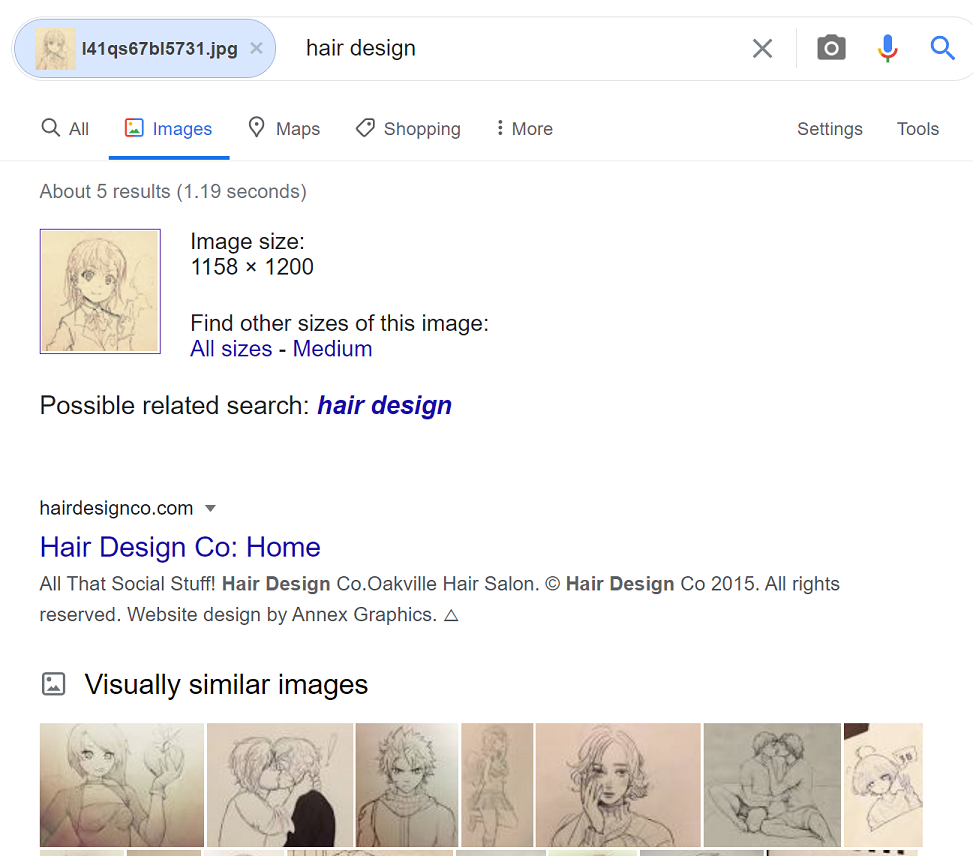 l41qs67bl5731.jpg × hair design
All Images Maps Shopping More Settings Tools
About 5 results (1.19 seconds)
Image size:
1158 × 1200
Find other sizes of this image:
All sizes - Medium
Possible related search: hair design
hairdesignco.com
Hair Design Co: Home
All That Social Stuff! Hair Design Co.Oakville Hair Salon. © Hair Design Co 2015. All rights
reserved. Website design by Annex Graphics. △
Visually similar images